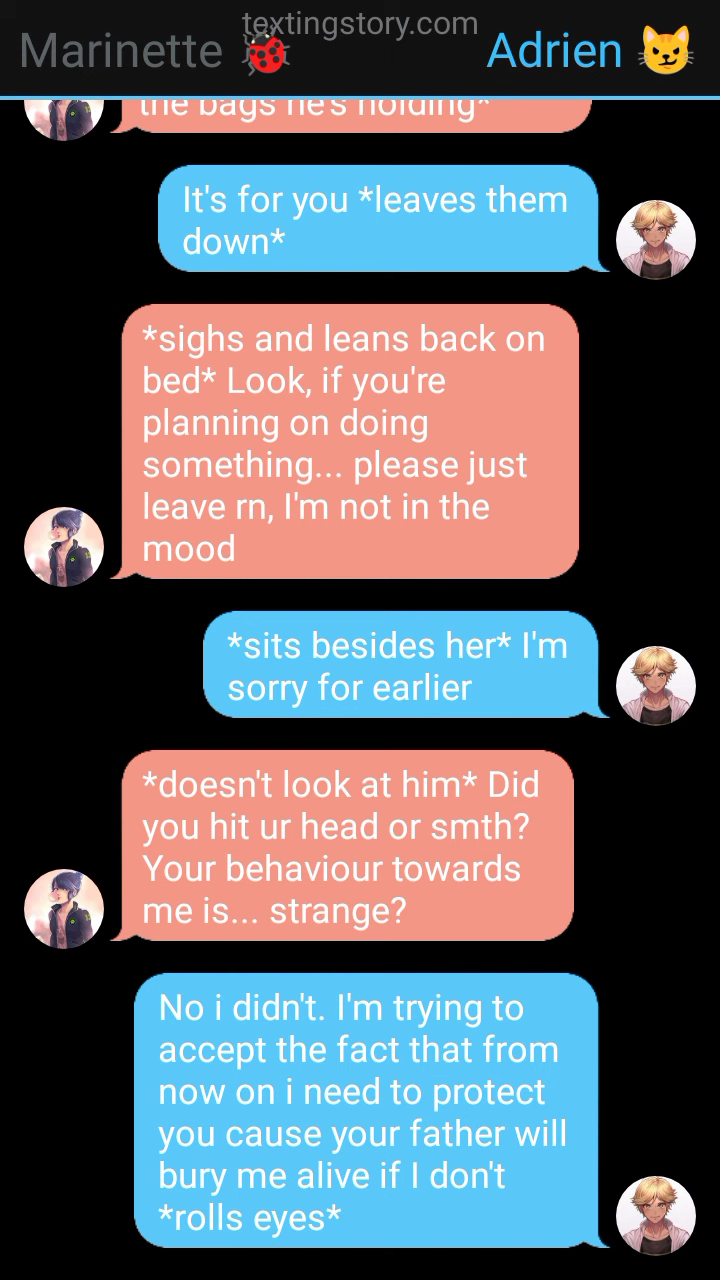 textingstory.com
Marinette 🐞 Adrien 😼
the bags he's holding*
It's for you *leaves them
down*
*sighs and leans back on
bed* Look, if you're
planning on doing
something... please just
leave rn, I'm not in the
mood
*sits besides her* I'm
sorry for earlier
*doesn't look at him* Did
you hit ur head or smth?
Your behaviour towards
me is... strange?
No i didn't. I'm trying to
accept the fact that from
now on i need to protect
you cause your father will
bury me alive if I don't
*rolls eyes*